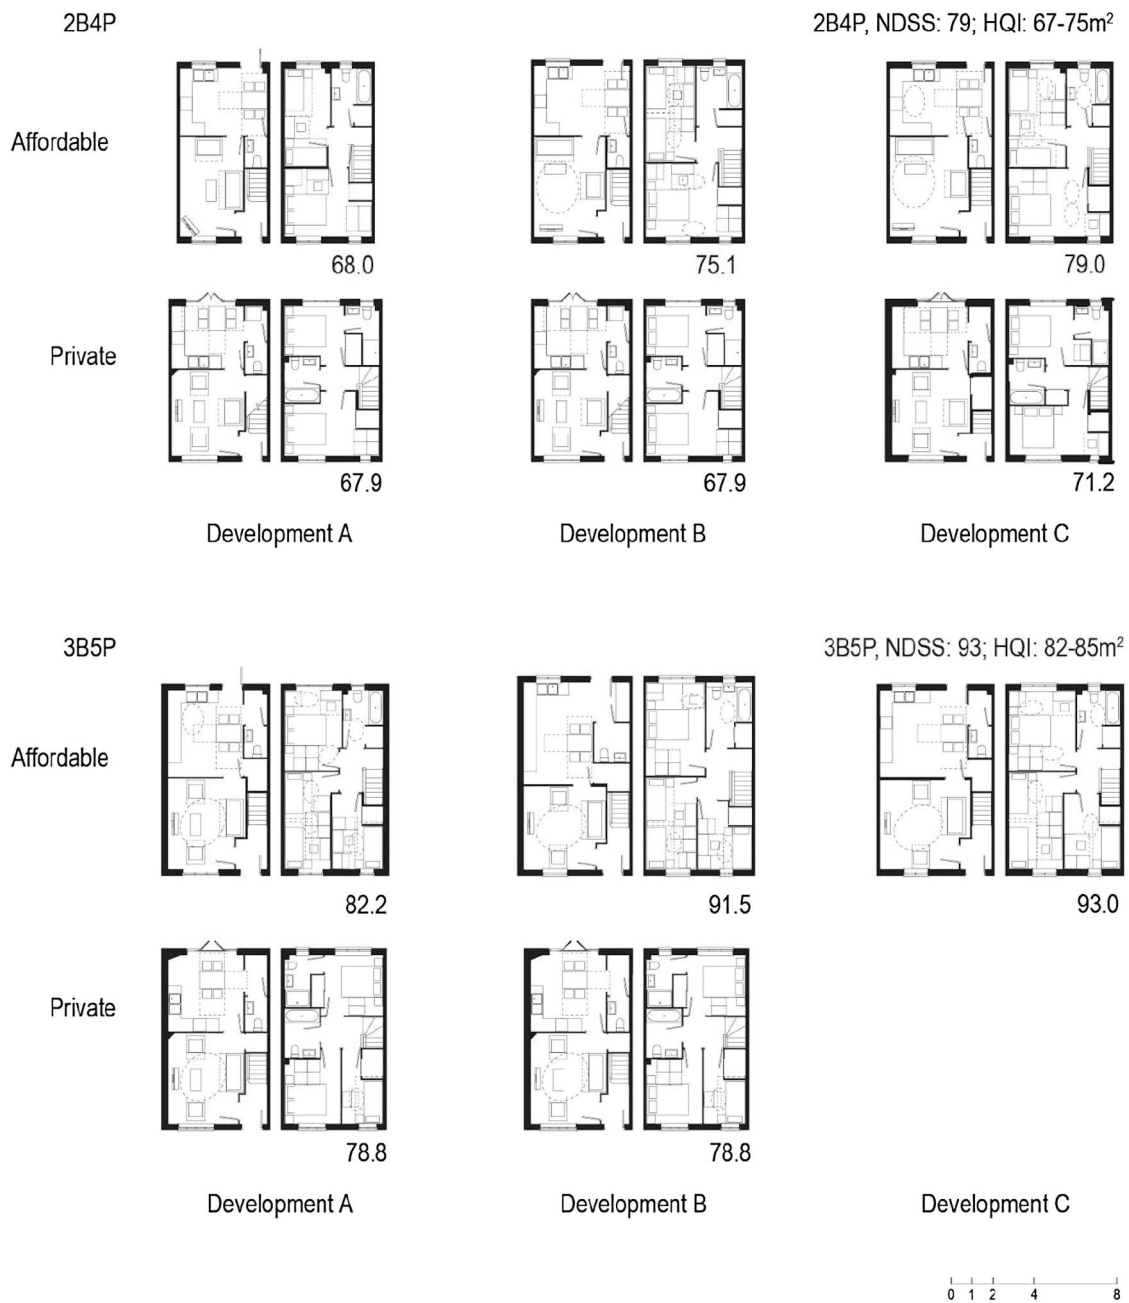 2B4P
2B4P, NDSS: 79; HQI: 67-75m²
Affordable
68.0
75.1
79.0
Private
67.9
67.9
71.2
Development A
Development B
Development C
3B5P
3B5P, NDSS: 93; HQI: 82-85m²
Affordable
82.2
91.5
93.0
Private
78.8
78.8
Development A
Development B
Development C
0 1 2 4 8